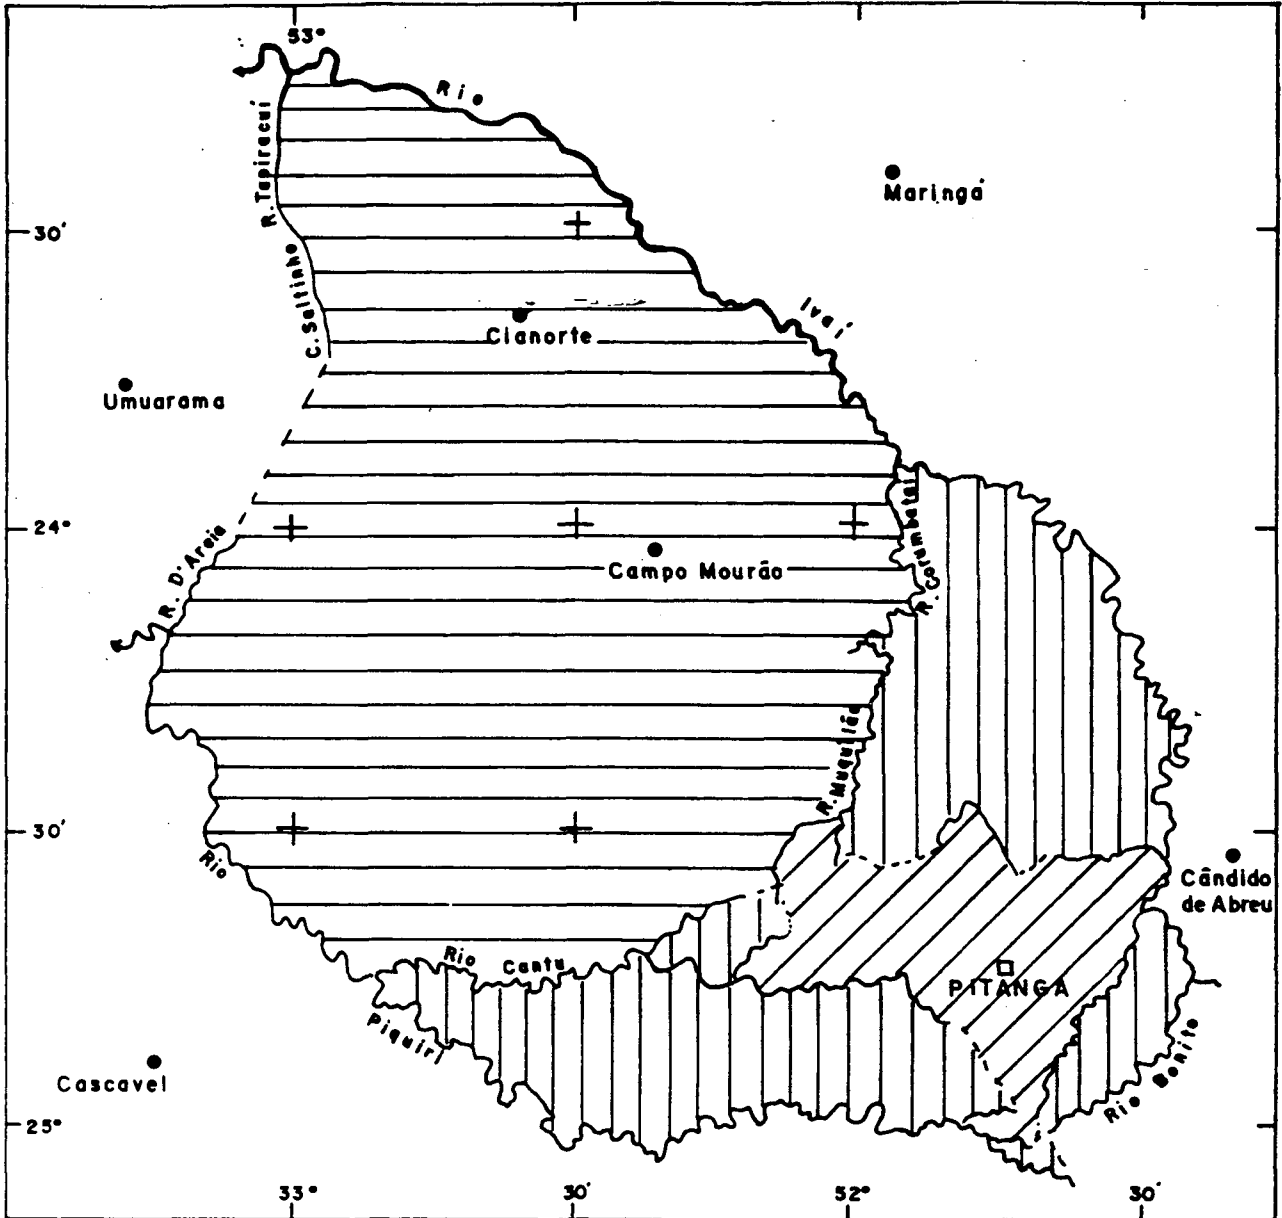 53°
Rio
R. Tapiracuí
Maringá
30'
C. Saltinho
Ivaí
Cianorte
Umuarama
R. Corumbataí
24°
R. D'Areia
Campo Mourão
R. Muquilão
30'
Rio
Cândido
de Abreu
Rio Cantu
PITANGA
Piquiri
Rio Bonito
Cascavel
25°
33°
30'
52°
30'